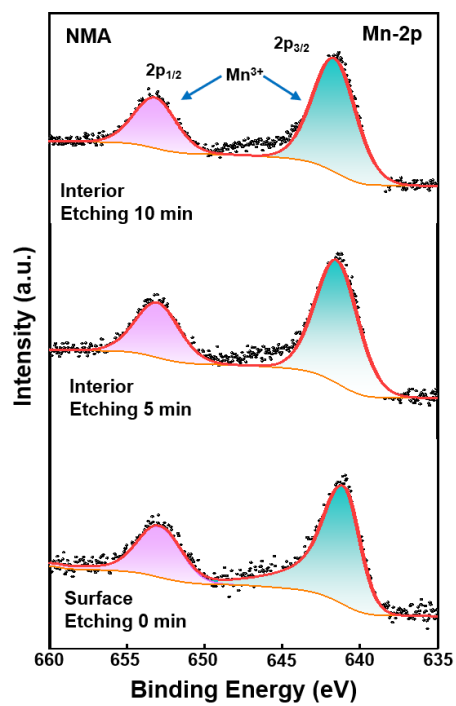 NMA
Mn-2p
2p3/2
2p1/2
Mn3+
Interior
Etching 10 min
Interior
Etching 5 min
Surface
Etching 0 min
Intensity (a.u.)
660 655 650 645 640 635
Binding Energy (eV)